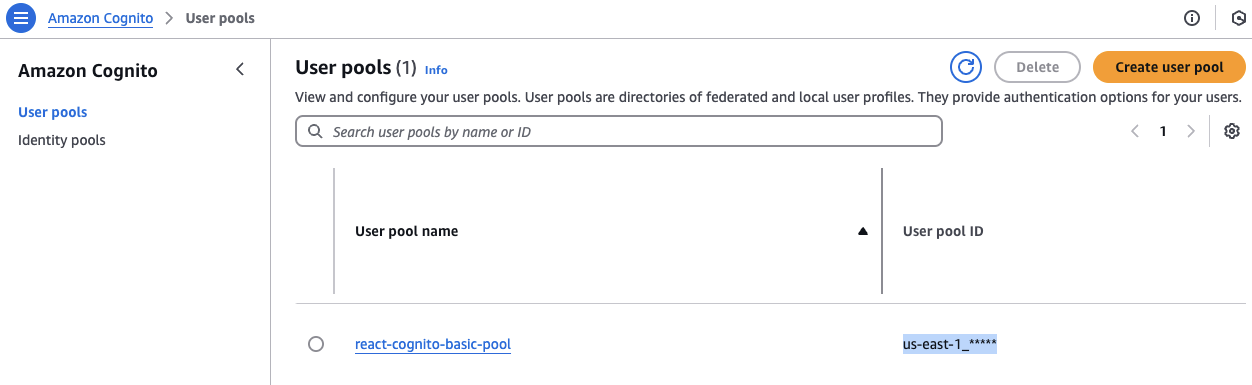 Amazon Cognito > User pools
Amazon Cognito
User pools
Identity pools
User pools (1) Info
Delete
Create user pool
View and configure your user pools. User pools are directories of federated and local user profiles. They provide authentication options for your users.
Search user pools by name or ID
1
User pool name
User pool ID
react-cognito-basic-pool
us-east-1_*****